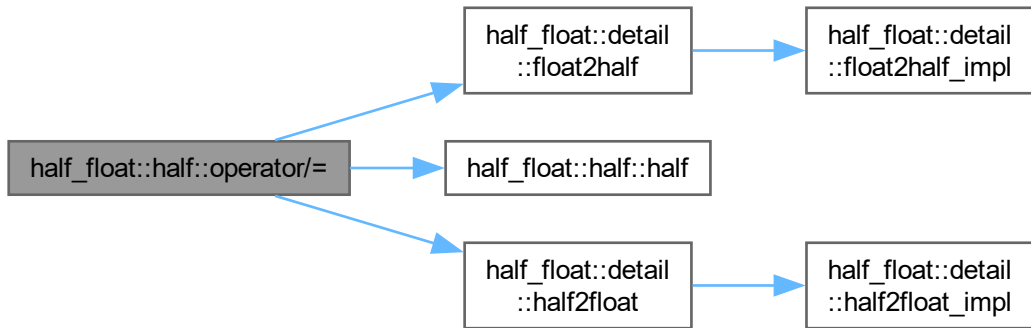 half_float::half::operator/=
half_float::detail
::float2half
half_float::detail
::float2half_impl
half_float::half::half
half_float::detail
::half2float
half_float::detail
::half2float_impl